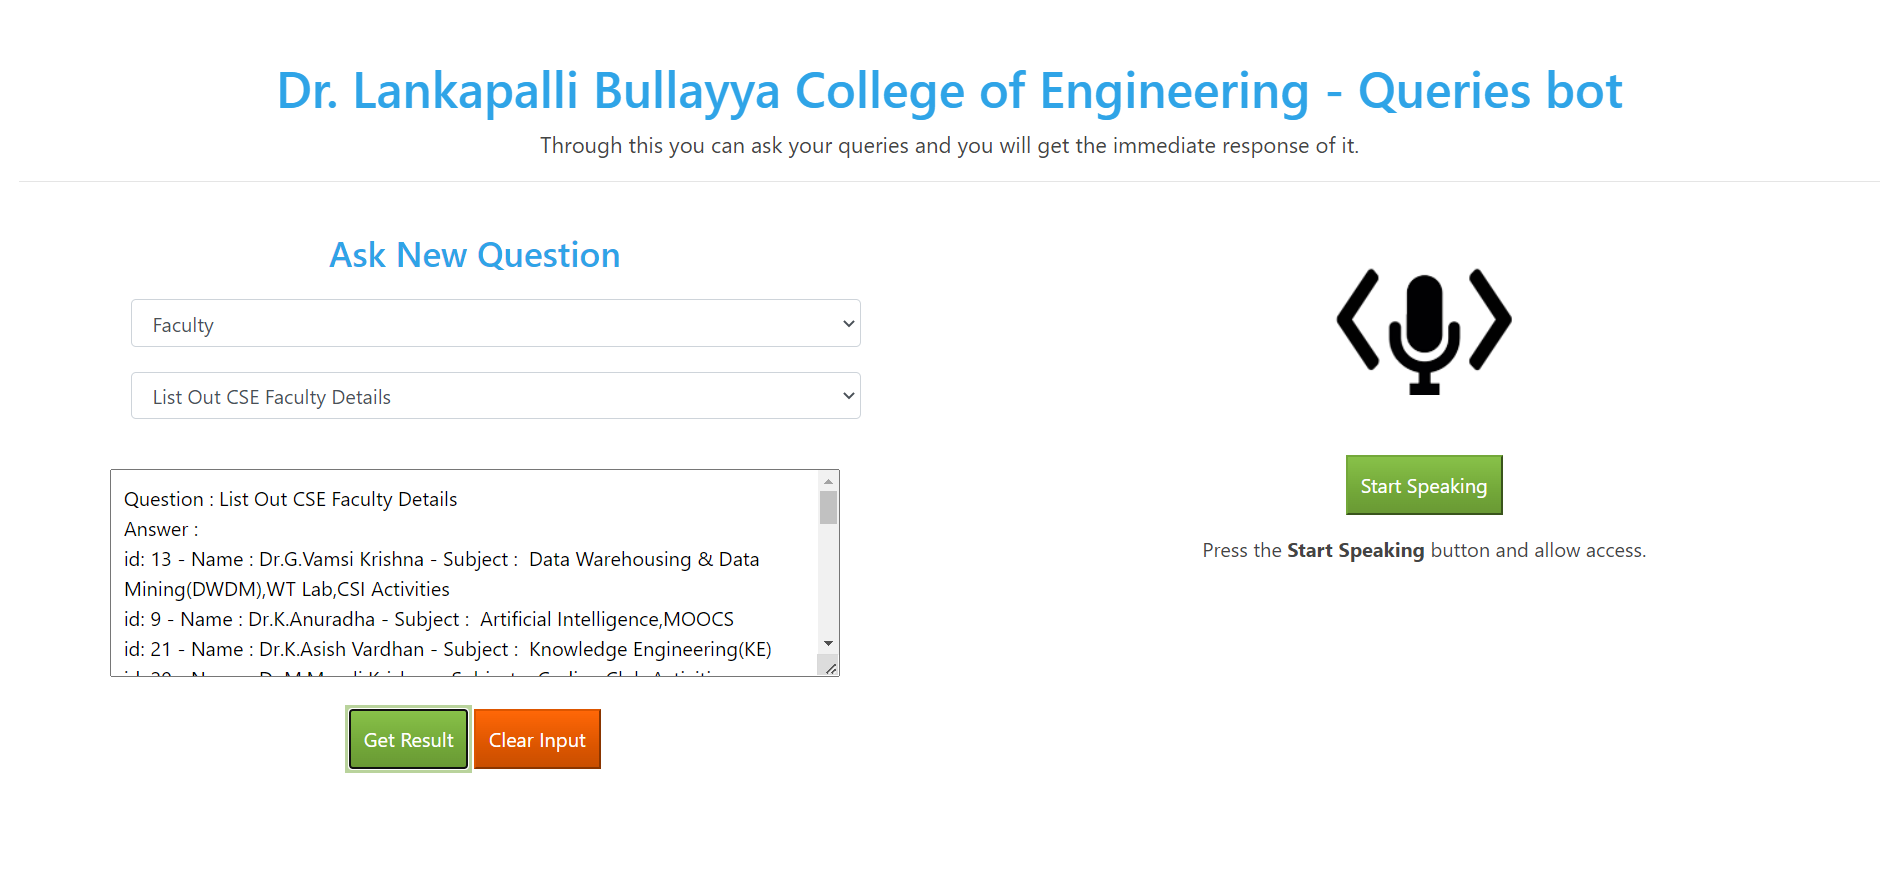 Dr. Lankapalli Bullayya College of Engineering - Queries bot
Through this you can ask your queries and you will get the immediate response of it.
Ask New Question
Faculty
List Out CSE Faculty Details
Question : List Out CSE Faculty Details
Answer :
id: 13 - Name : Dr.G.Vamsi Krishna - Subject :  Data Warehousing & Data
Mining(DWDM),WT Lab,CSI Activities
id: 9 - Name : Dr.K.Anuradha - Subject :  Artificial Intelligence,MOOCS
id: 21 - Name : Dr.K.Asish Vardhan - Subject :  Knowledge Engineering(KE)
Get Result
Clear Input
Start Speaking
Press the Start Speaking button and allow access.